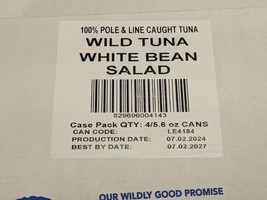 100% POLE & LINE CAUGHT TUNA
WILD TUNA
WHITE BEAN
SALAD
829696004143
Case Pack QTY: 4/5.6 oz CANS
CAN CODE: LE4184
PRODUCTION DATE: 07.02.2024
BEST BY DATE: 07.02.2027
OUR WILDLY GOOD PROMISE